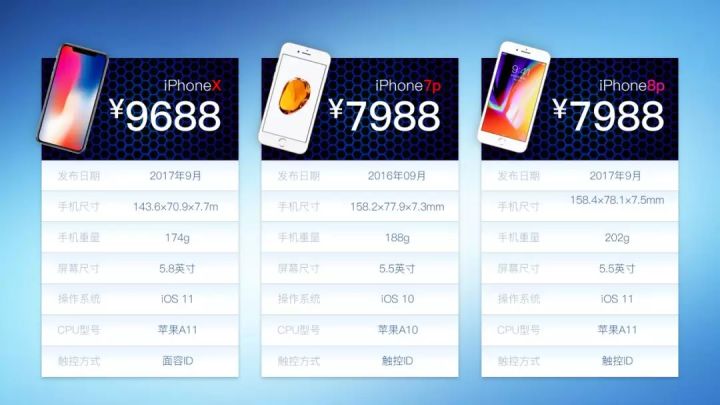 iPhoneX
¥9688
发布日期 2017年9月
手机尺寸 143.6×70.9×7.7m
手机重量 174g
屏幕尺寸 5.8英寸
操作系统 iOS 11
CPU型号 苹果A11
触控方式 面容ID
iPhone7p
¥7988
发布日期 2016年09月
手机尺寸 158.2×77.9×7.3mm
手机重量 188g
屏幕尺寸 5.5英寸
操作系统 iOS 10
CPU型号 苹果A10
触控方式 触控ID
iPhone8p
¥7988
发布日期 2017年9月
手机尺寸 158.4×78.1×7.5mm
手机重量 202g
屏幕尺寸 5.5英寸
操作系统 iOS 11
CPU型号 苹果A11
触控方式 触控ID
9:41